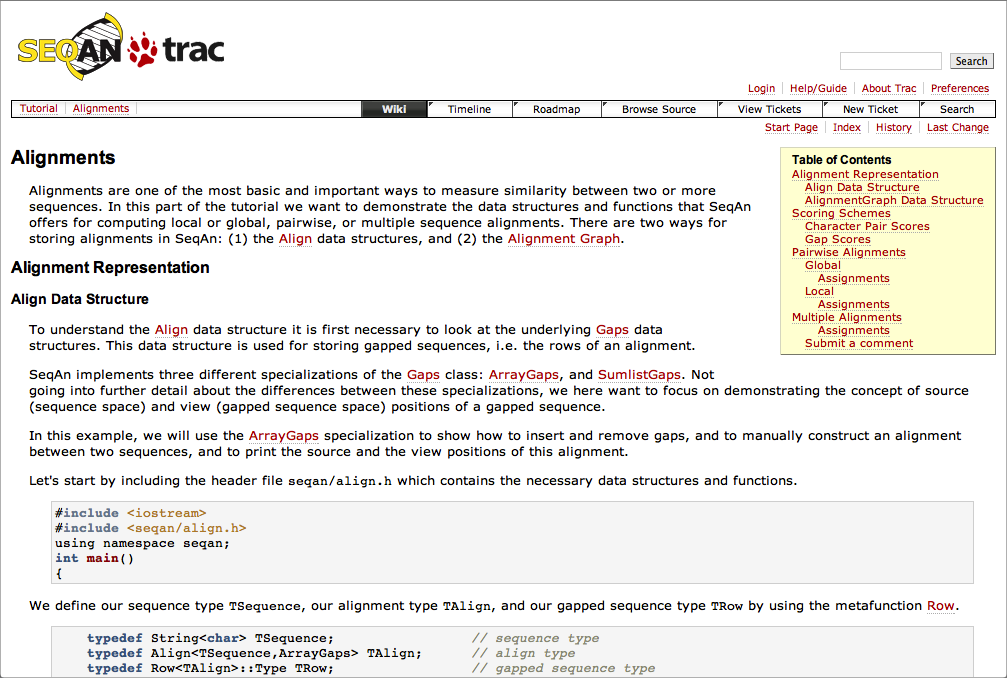 SEQAN trac
Search
Login Help/Guide About Trac Preferences
Tutorial Alignments Wiki Timeline Roadmap Browse Source View Tickets New Ticket Search
Start Page Index History Last Change
Alignments
Alignments are one of the most basic and important ways to measure similarity between two or more
sequences. In this part of the tutorial we want to demonstrate the data structures and functions that SeqAn
offers for computing local or global, pairwise, or multiple sequence alignments. There are two ways for
storing alignments in SeqAn: (1) the Align data structures, and (2) the Alignment Graph.
Table of Contents
Alignment Representation
Align Data Structure
AlignmentGraph Data Structure
Scoring Schemes
Character Pair Scores
Gap Scores
Pairwise Alignments
Global
Assignments
Local
Assignments
Multiple Alignments
Assignments
Submit a comment
Alignment Representation
Align Data Structure
To understand the Align data structure it is first necessary to look at the underlying Gaps data
structures. This data structure is used for storing gapped sequences, i.e. the rows of an alignment.
SeqAn implements three different specializations of the Gaps class: ArrayGaps, and SumlistGaps. Not
going into further detail about the differences between these specializations, we here want to focus on demonstrating the concept of source
(sequence space) and view (gapped sequence space) positions of a gapped sequence.
In this example, we will use the ArrayGaps specialization to show how to insert and remove gaps, and to manually construct an alignment
between two sequences, and to print the source and the view positions of this alignment.
Let's start by including the header file seqan/align.h which contains the necessary data structures and functions.
#include <iostream>
#include <seqan/align.h>
using namespace seqan;
int main()
{
We define our sequence type TSequence, our alignment type TAlign, and our gapped sequence type TRow by using the metafunction Row.
typedef String<char> TSequence; // sequence type
typedef Align<TSequence,ArrayGaps> TAlign; // align type
typedef Row<TAlign>::Type TRow; // gapped sequence type